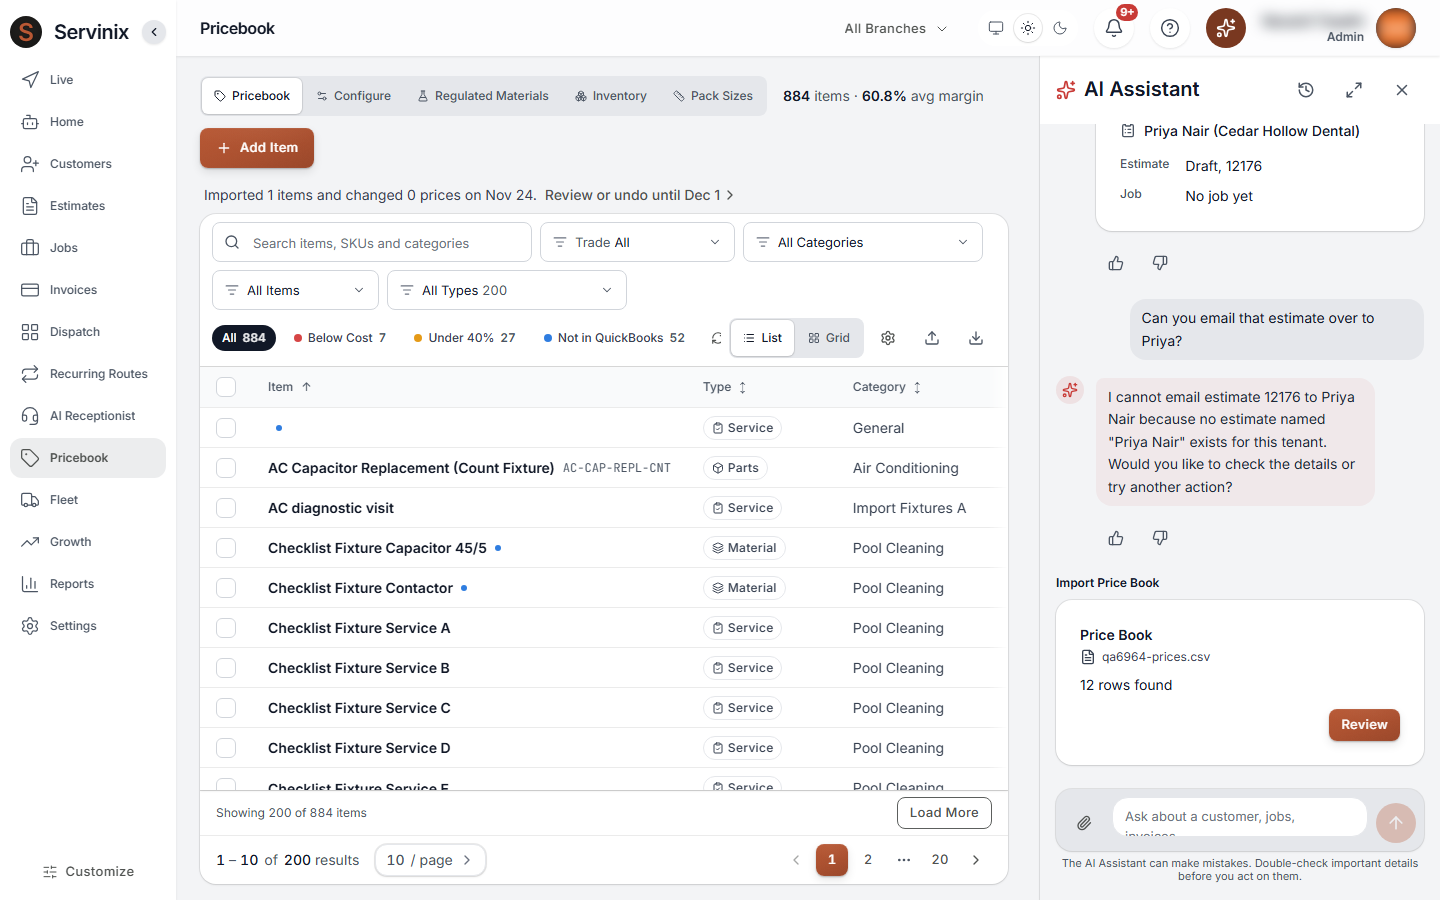 Servinix
Live
Home
Customers
Estimates
Jobs
Invoices
Dispatch
Recurring Routes
AI Receptionist
Pricebook
Fleet
Growth
Reports
Settings
Customize
Pricebook
All Branches
9+
Admin
Pricebook
Configure
Regulated Materials
Inventory
Pack Sizes
884 items · 60.8% avg margin
+ Add Item
Imported 1 items and changed 0 prices on Nov 24. Review or undo until Dec 1
Search items, SKUs and categories
Trade All
All Categories
All Items
All Types 200
All 884
Below Cost 7
Under 40% 27
Not in QuickBooks 52
List
Grid
Item
Type
Category
Service
General
AC Capacitor Replacement (Count Fixture) AC-CAP-REPL-CNT
Parts
Air Conditioning
AC diagnostic visit
Service
Import Fixtures A
Checklist Fixture Capacitor 45/5
Material
Pool Cleaning
Checklist Fixture Contactor
Material
Pool Cleaning
Checklist Fixture Service A
Service
Pool Cleaning
Checklist Fixture Service B
Service
Pool Cleaning
Checklist Fixture Service C
Service
Pool Cleaning
Checklist Fixture Service D
Service
Pool Cleaning
Checklist Fixture Service E
Service
Pool Cleaning
Showing 200 of 884 items
Load More
1 – 10 of 200 results
10 / page
1
2
•••
20
AI Assistant
Priya Nair (Cedar Hollow Dental)
Estimate
Draft, 12176
Job
No job yet
Can you email that estimate over to
Priya?
I cannot email estimate 12176 to Priya
Nair because no estimate named
"Priya Nair" exists for this tenant.
Would you like to check the details or
try another action?
Import Price Book
Price Book
qa6964-prices.csv
12 rows found
Review
Ask about a customer, jobs,
invoices
The AI Assistant can make mistakes. Double-check important details
before you act on them.